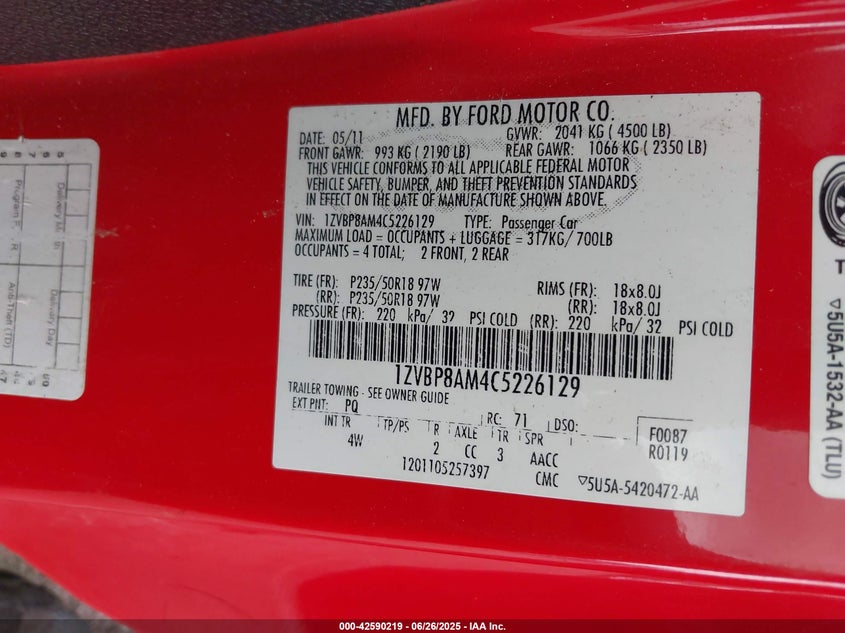 MFD. BY FORD MOTOR CO.
DATE: 05/11 GVWR: 2041 KG ( 4500 LB)
FRONT GAWR: 993 KG ( 2190 LB) REAR GAWR: 1066 KG ( 2350 LB)
THIS VEHICLE CONFORMS TO ALL APPLICABLE FEDERAL MOTOR
VEHICLE SAFETY, BUMPER, AND THEFT PREVENTION STANDARDS
IN EFFECT ON THE DATE OF MANUFACTURE SHOWN ABOVE.
VIN: 1ZVBP8AM4C5226129 TYPE: Passenger Car
MAXIMUM LOAD = OCCUPANTS + LUGGAGE = 317KG/ 700LB
OCCUPANTS = 4 TOTAL; 2 FRONT, 2 REAR
TIRE (FR): P235/50R18 97W RIMS (FR): 18x8.0J
(RR): P235/50R18 97W (RR): 18x8.0J
PRESSURE (FR): 220 kPa/ 32 PSI COLD (RR): 220 kPa/ 32 PSI COLD
1ZVBP8AM4C5226129
TRAILER TOWING - SEE OWNER GUIDE
EXT PNT: PQ RC: 71 DSO: F0087
INT TR TP/PS R AXLE TR SPR R0119
4W 2 CC 3 AACC
1201105257397 CMC 5U5A-5420472-AA
5U5A-1532-AA (TLU)
Delivery Day
Program
Anti-Theft (TD)
000-42590219 / 06/26/2025 - IAA Inc.